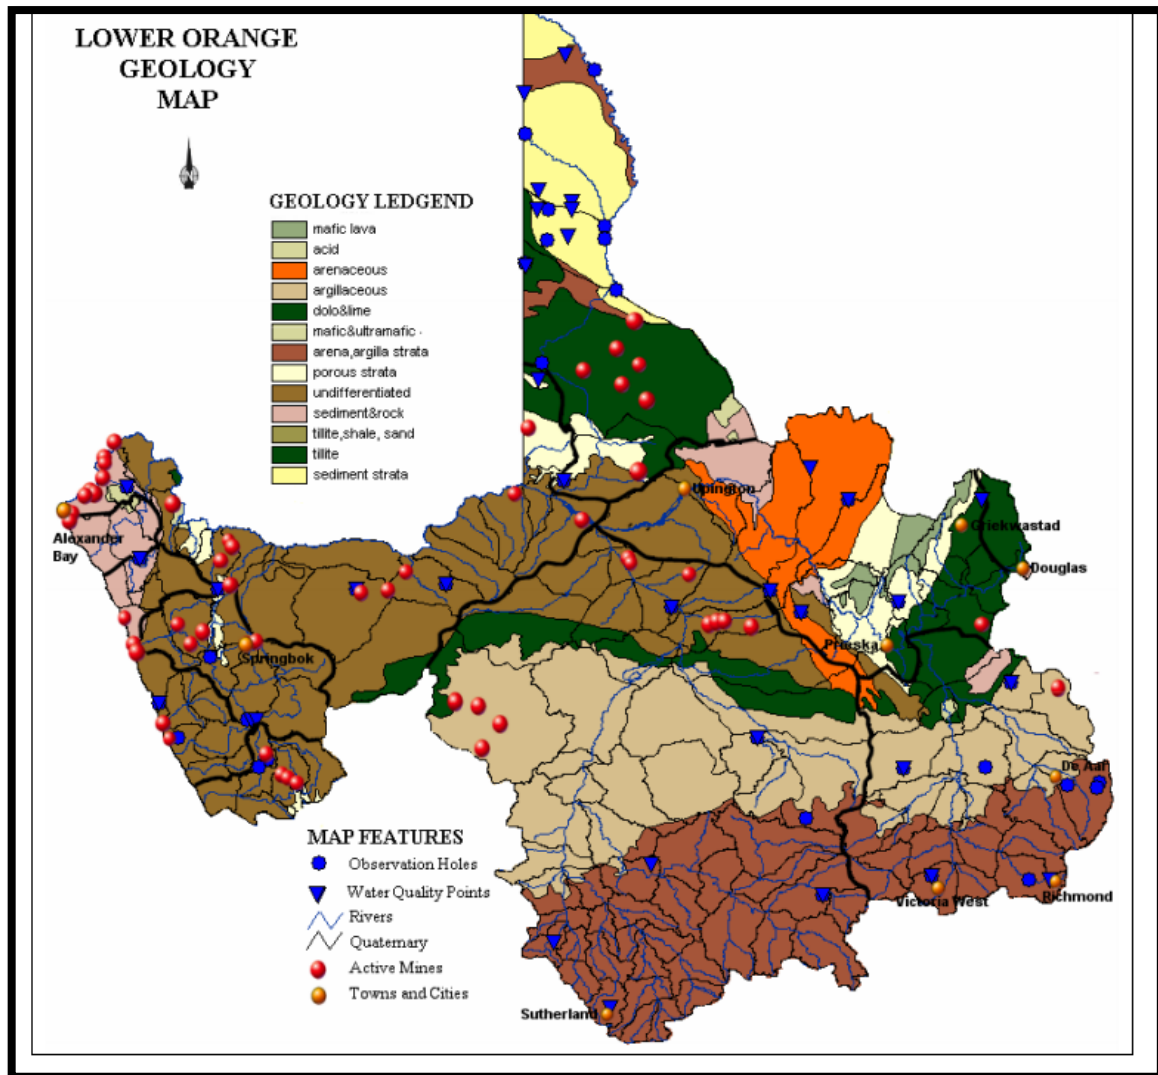 LOWER ORANGE
GEOLOGY
MAP
N
GEOLOGY LEDGEND
mafic lava
acid
arenaceous
argillaceous
dolo&lime
mafic&ultramafic -
arena,argilla strata
porous strata
undifferentiated
sediment&rock
tillite,shale, sand
tillite
sediment strata
Upington
Griekwastad
Alexander
Bay
Douglas
Prieska
Springbok
De Aar
MAP FEATURES
Observation Holes
Water Quality Points
Rivers
Quaternary
Active Mines
Towns and Cities
Victoria West
Richmond
Sutherland